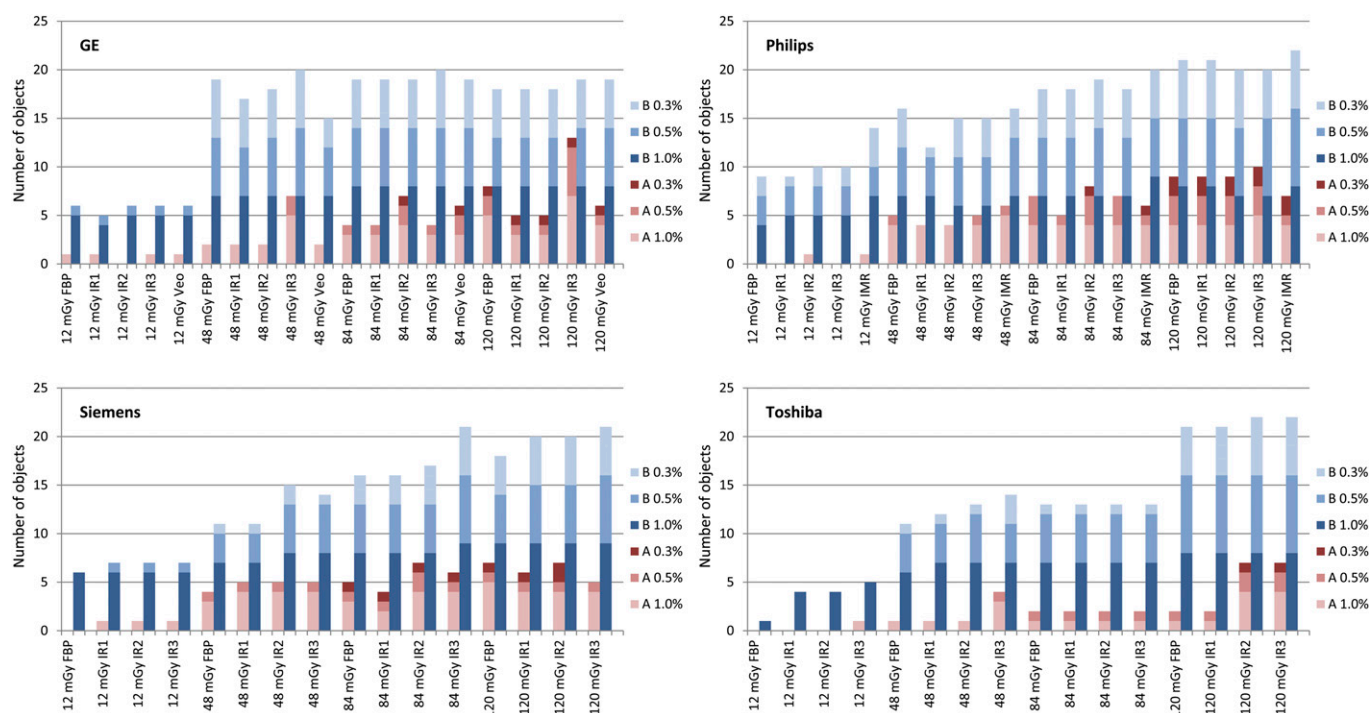 GE
Number of objects
25
20
15
10
5
0
12 mGy FBP
12 mGy IR1
12 mGy IR2
12 mGy IR3
12 mGy Veo
48 mGy FBP
48 mGy IR1
48 mGy IR2
48 mGy IR3
48 mGy Veo
84 mGy FBP
84 mGy IR1
84 mGy IR2
84 mGy IR3
84 mGy Veo
120 mGy FBP
120 mGy IR1
120 mGy IR2
120 mGy IR3
120 mGy Veo
B 0.3%
B 0.5%
B 1.0%
A 0.3%
A 0.5%
A 1.0%
Philips
Number of objects
25
20
15
10
5
0
12 mGy FBP
12 mGy IR1
12 mGy IR2
12 mGy IR3
12 mGy IMR
48 mGy FBP
48 mGy IR1
48 mGy IR2
48 mGy IR3
48 mGy IMR
84 mGy FBP
84 mGy IR1
84 mGy IR2
84 mGy IR3
84 mGy IMR
120 mGy FBP
120 mGy IR1
120 mGy IR2
120 mGy IR3
120 mGy IMR
B 0.3%
B 0.5%
B 1.0%
A 0.3%
A 0.5%
A 1.0%
Siemens
Number of objects
25
20
15
10
5
0
12 mGy FBP
12 mGy IR1
12 mGy IR2
12 mGy IR3
48 mGy FBP
48 mGy IR1
48 mGy IR2
48 mGy IR3
84 mGy FBP
84 mGy IR1
84 mGy IR2
84 mGy IR3
120 mGy FBP
120 mGy IR1
120 mGy IR2
120 mGy IR3
B 0.3%
B 0.5%
B 1.0%
A 0.3%
A 0.5%
A 1.0%
Toshiba
Number of objects
25
20
15
10
5
0
12 mGy FBP
12 mGy IR1
12 mGy IR2
12 mGy IR3
48 mGy FBP
48 mGy IR1
48 mGy IR2
48 mGy IR3
84 mGy FBP
84 mGy IR1
84 mGy IR2
84 mGy IR3
120 mGy FBP
120 mGy IR1
120 mGy IR2
120 mGy IR3
B 0.3%
B 0.5%
B 1.0%
A 0.3%
A 0.5%
A 1.0%